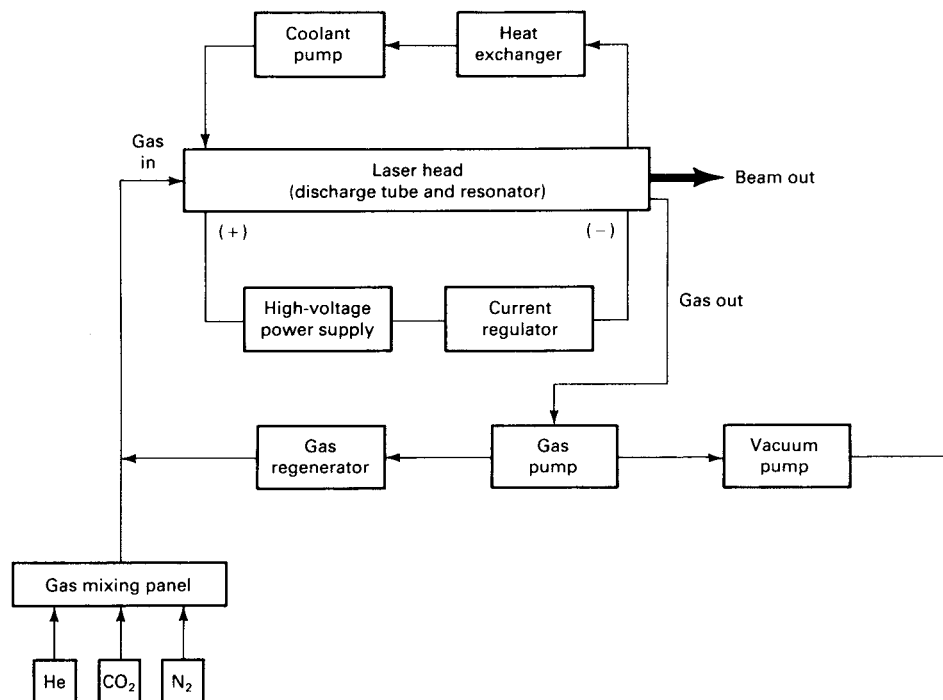 Coolant
pump
Heat
exchanger
Gas
in
Laser head
(discharge tube and resonator)
Beam out
(+)
(−)
High-voltage
power supply
Current
regulator
Gas out
Gas
regenerator
Gas
pump
Vacuum
pump
Gas mixing panel
He
CO₂
N₂